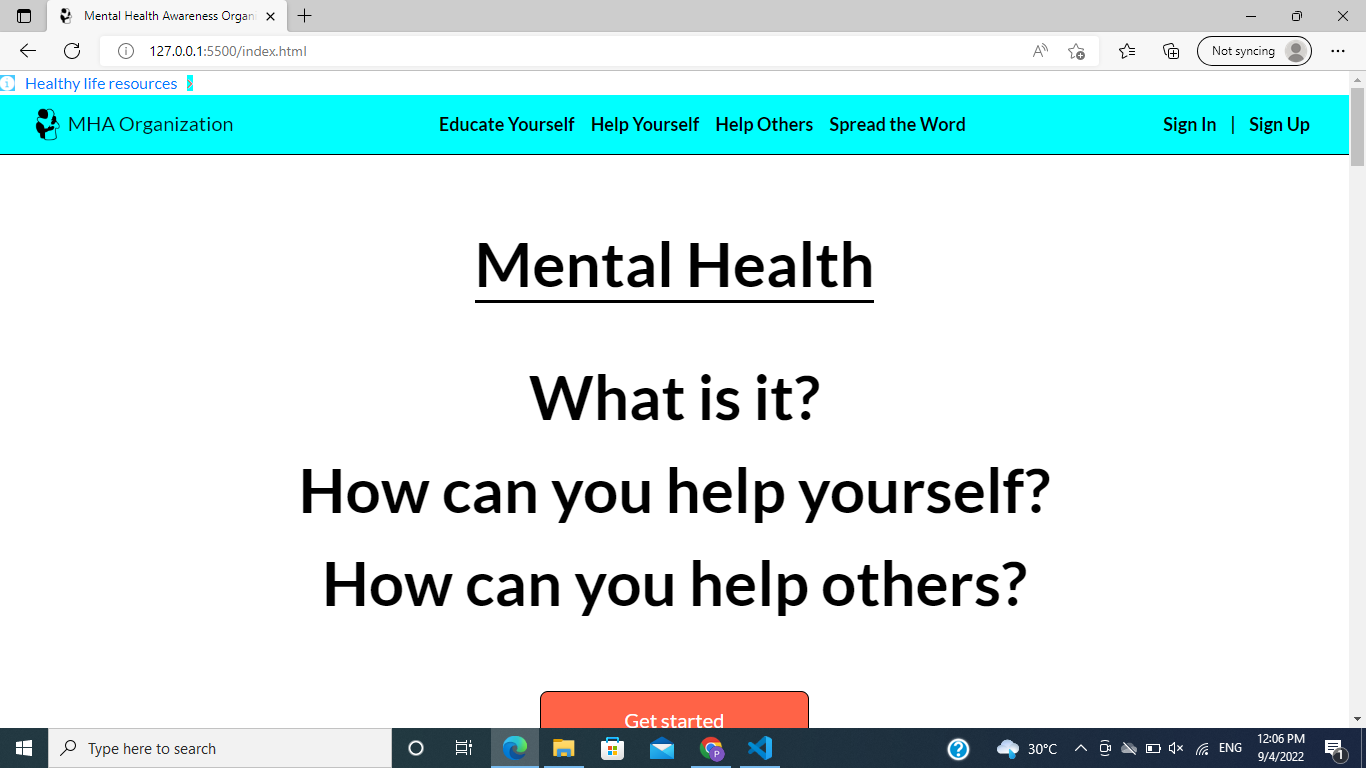 Mental Health Awareness Organ
127.0.0.1:5500/index.html
Not syncing
Healthy life resources
MHA Organization
Educate Yourself Help Yourself Help Others Spread the Word
Sign In | Sign Up
Mental Health
What is it?
How can you help yourself?
How can you help others?
Get started
Type here to search
30°C
ENG
12:06 PM
9/4/2022
1